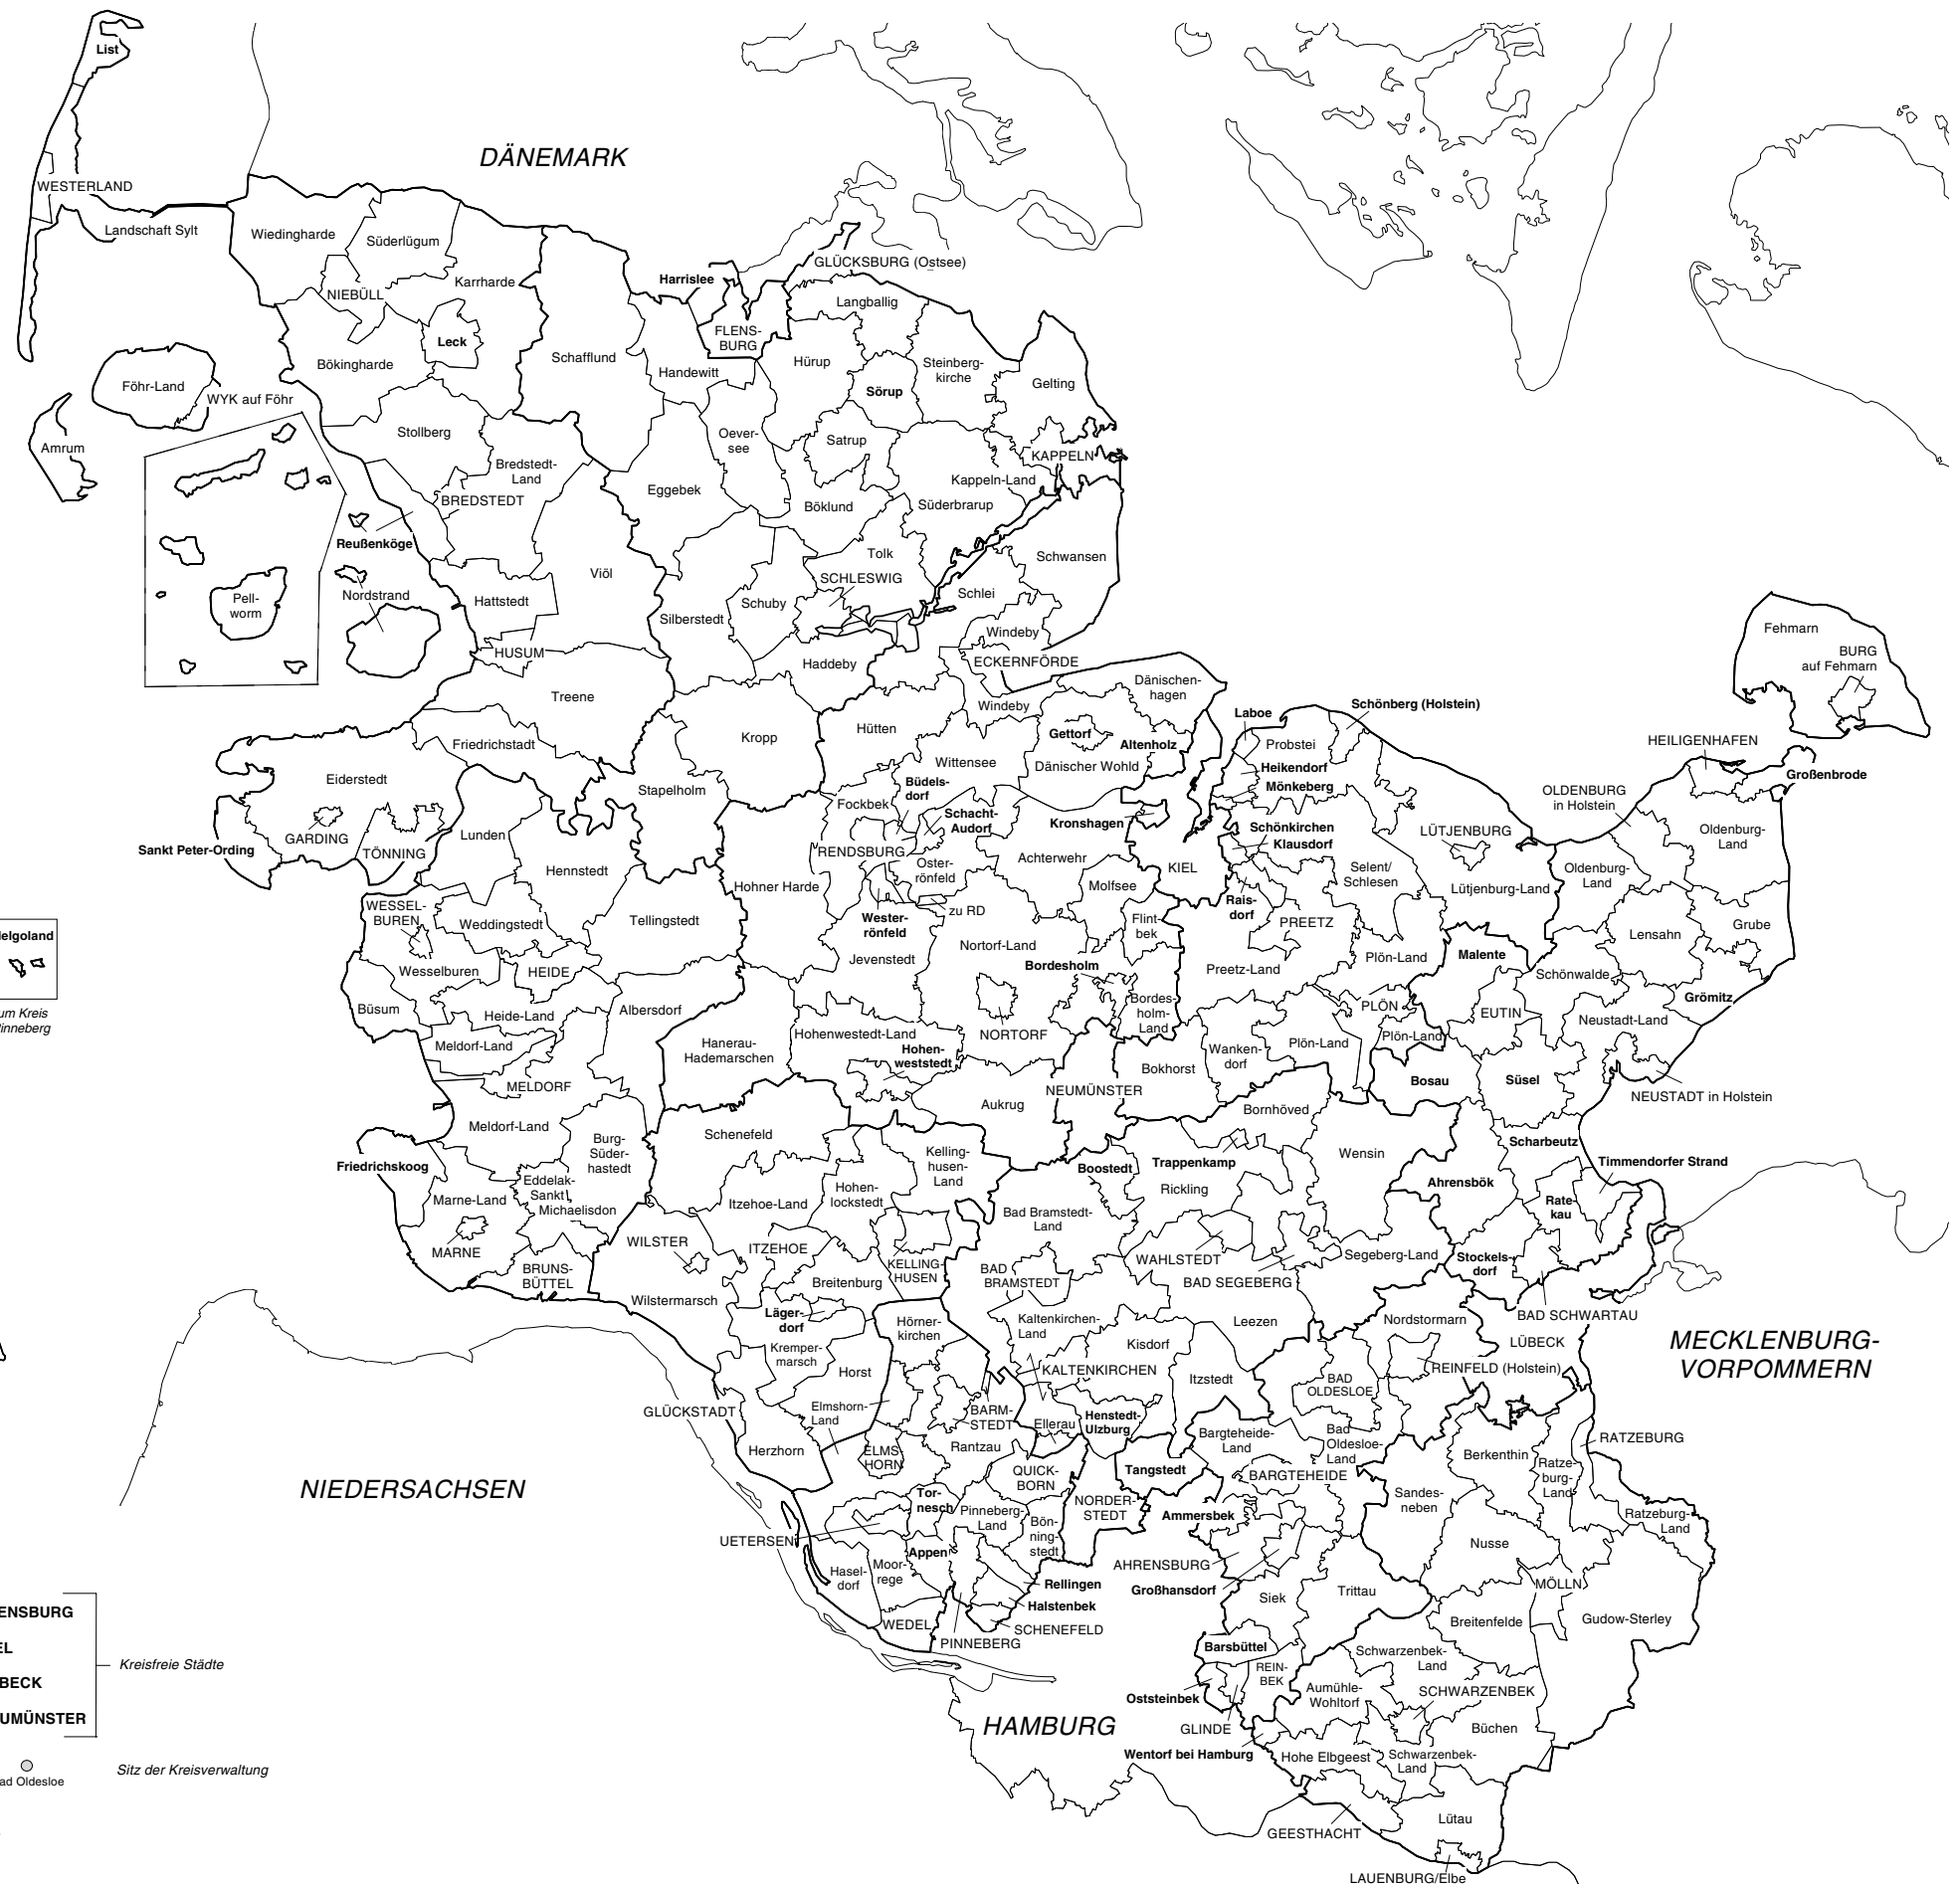 List
DÄNEMARK
WESTERLAND
Landschaft Sylt
Wiedingharde
Süderlügum
Karrharde
NIEBÜLL
Leck
Bökingharde
Föhr-Land
WYK auf Föhr
Amrum
Stollberg
Bredstedt-
Land
BREDSTEDT
Reußenköge
Nordstrand
Pell-
worm
Hattstedt
HUSUM
Viöl
Treene
Friedrichstadt
Eiderstedt
GARDING
TÖNNING
Sankt Peter-Ording
Harrislee
GLÜCKSBURG (Ostsee)
Langballig
FLENS-
BURG
Schafflund
Handewitt
Hürup
Steinberg-
kirche
Sörup
Gelting
Oever-
see
Satrup
KAPPELN
Kappeln-Land
Eggebek
Böklund
Süderbrarup
Tolk
SCHLESWIG
Schuby
Silberstedt
Haddeby
Kropp
Stapelholm
Schwansen
Schlei
Windeby
ECKERNFÖRDE
Windeby
Dänischen-
hagen
Hütten
Gettorf
Altenholz
Wittensee
Dänischer Wohld
Büdels-
dorf
Fockbek
Schacht-
Audorf
Kronshagen
RENDSBURG
Oster-
rönfeld
Achterwehr
Molfsee
KIEL
Hohner Harde
zu RD
Wester-
rönfeld
Flint-
bek
Nortorf-Land
Jevenstedt
Bordesholm
Bordes-
holm-
Land
NORTORF
Hohenwestedt-Land
Hohen-
weststedt
Hanerau-
Hademarschen
Aukrug
NEUMÜNSTER
Laboe
Schönberg (Holstein)
Probstei
Heikendorf
Mönkeberg
Schönkirchen
Klausdorf
LÜTJENBURG
Selent/
Schlesen
Lütjenburg-Land
Rais-
dorf
PREETZ
Preetz-Land
Plön-Land
PLÖN
Plön-Land
Plön-Land
Wanken-
dorf
Bokhorst
Fehmarn
BURG
auf Fehmarn
HEILIGENHAFEN
Großenbrode
OLDENBURG
in Holstein
Oldenburg-
Land
Oldenburg-
Land
Lensahn
Grube
Malente
Schönwalde
Grömitz
EUTIN
Neustadt-Land
Bosau
Süsel
NEUSTADT in Holstein
Scharbeutz
Timmendorfer Strand
Ahrensbök
Rate-
kau
Stockels-
dorf
BAD SCHWARTAU
LÜBECK
Lunden
Hennstedt
WESSEL-
BUREN
Weddingstedt
Tellingstedt
Wesselburen
HEIDE
Büsum
Heide-Land
Albersdorf
Meldorf-Land
MELDORF
Meldorf-Land
Burg-
Süder-
hastedt
Friedrichskoog
Eddelak-
Sankt
Michaelisdon
Marne-Land
MARNE
BRUNS-
BÜTTEL
elgoland
um Kreis
inneberg
Schenefeld
Kelling-
husen-
Land
Itzehoe-Land
Hohen-
lockstedt
WILSTER
ITZEHOE
KELLING-
HUSEN
Breitenburg
Wilstermarsch
Läger-
dorf
Kremper-
marsch
Horst
GLÜCKSTADT
Herzhorn
Bornhöved
Boostedt
Trappenkamp
Wensin
Rickling
Bad Bramstedt-
Land
WAHLSTEDT
Segeberg-Land
BAD
BRAMSTEDT
BAD SEGEBERG
Kaltenkirchen-
Land
Kisdorf
Leezen
KALTENKIRCHEN
Itzstedt
Ellerau
Henstedt-
Ulzburg
NORDER-
STEDT
Hörner-
kirchen
Elmshorn-
Land
BARM-
STEDT
ELMS-
HORN
Rantzau
QUICK-
BORN
Tor-
nesch
Pinneberg-
Land
Bön-
ning-
stedt
UETERSEN
Appen
Moor-
rege
Hasel-
dorf
Rellingen
Halstenbek
SCHENEFELD
WEDEL
PINNEBERG
Nordstormarn
REINFELD (Holstein)
BAD
OLDESLOE
Bad
Oldesloe-
Land
Bargteheide-
Land
Tangstedt
BARGTEHEIDE
Ammersbek
AHRENSBURG
Großhansdorf
Siek
Trittau
Barsbüttel
REIN-
BEK
Oststeinbek
GLINDE
Wentorf bei Hamburg
MECKLENBURG-
VORPOMMERN
RATZEBURG
Berkenthin
Ratze-
burg-
Land
Sandes-
neben
Ratzeburg-
Land
Nusse
MÖLLN
Breitenfelde
Gudow-Sterley
Schwarzenbek-
Land
Aumühle-
Wohltorf
SCHWARZENBEK
Büchen
Hohe Elbgeest
Schwarzenbek-
Land
GEESTHACHT
Lütau
LAUENBURG/Elbe
NIEDERSACHSEN
HAMBURG
ENSBURG
EL
BECK
UMÜNSTER
Kreisfreie Städte
ad Oldesloe
Sitz der Kreisverwaltung